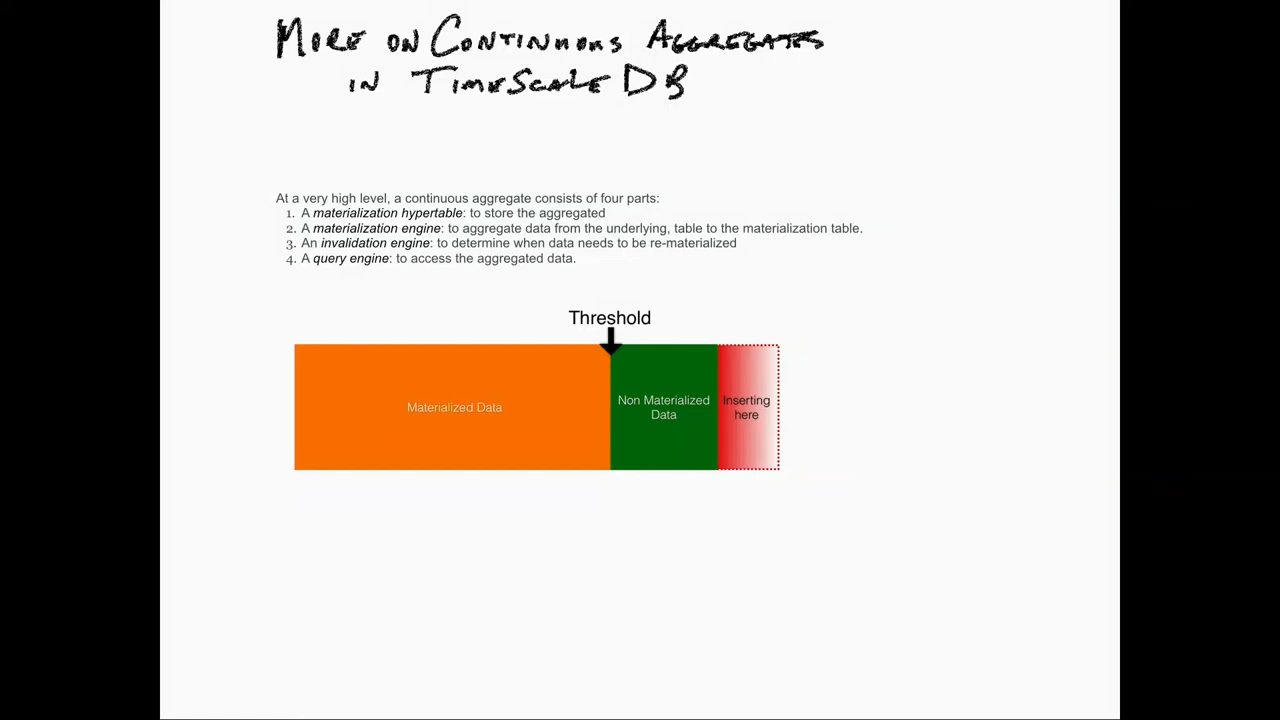 MORE ON CONTINUOUS AGGREGATES
IN TIMESCALE DB
At a very high level, a continuous aggregate consists of four parts:
1. A materialization hypertable: to store the aggregated
2. A materialization engine: to aggregate data from the underlying, table to the materialization table.
3. An invalidation engine: to determine when data needs to be re-materialized
4. A query engine: to access the aggregated data.
Threshold
Materialized Data
Non Materialized
Data
Inserting
here